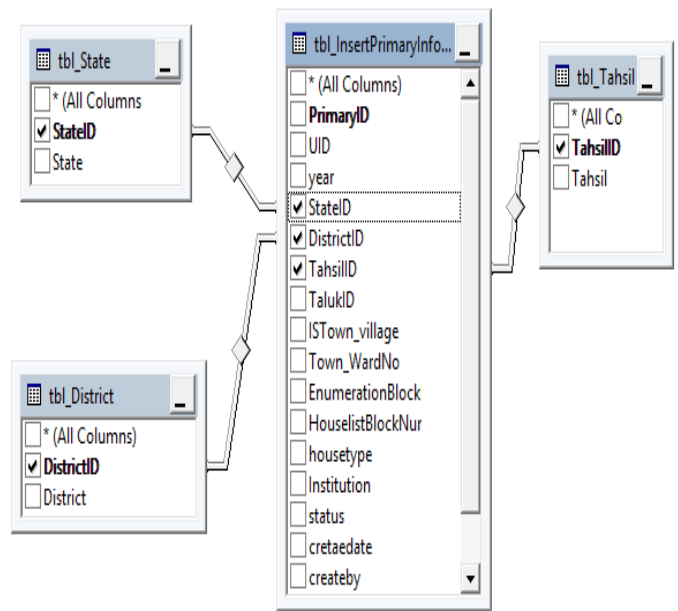 tbl_State
* (All Columns
StateID
State
tbl_InsertPrimaryInfo...
* (All Columns)
PrimaryID
UID
year
StateID
DistrictID
TahsilID
TalukID
ISTown_village
Town_WardNo
EnumerationBlock
HouselistBlockNur
housetype
Institution
status
cretaedate
createby
tbl_Tahsil
* (All Co
TahsilID
Tahsil
tbl_District
* (All Columns)
DistrictID
District